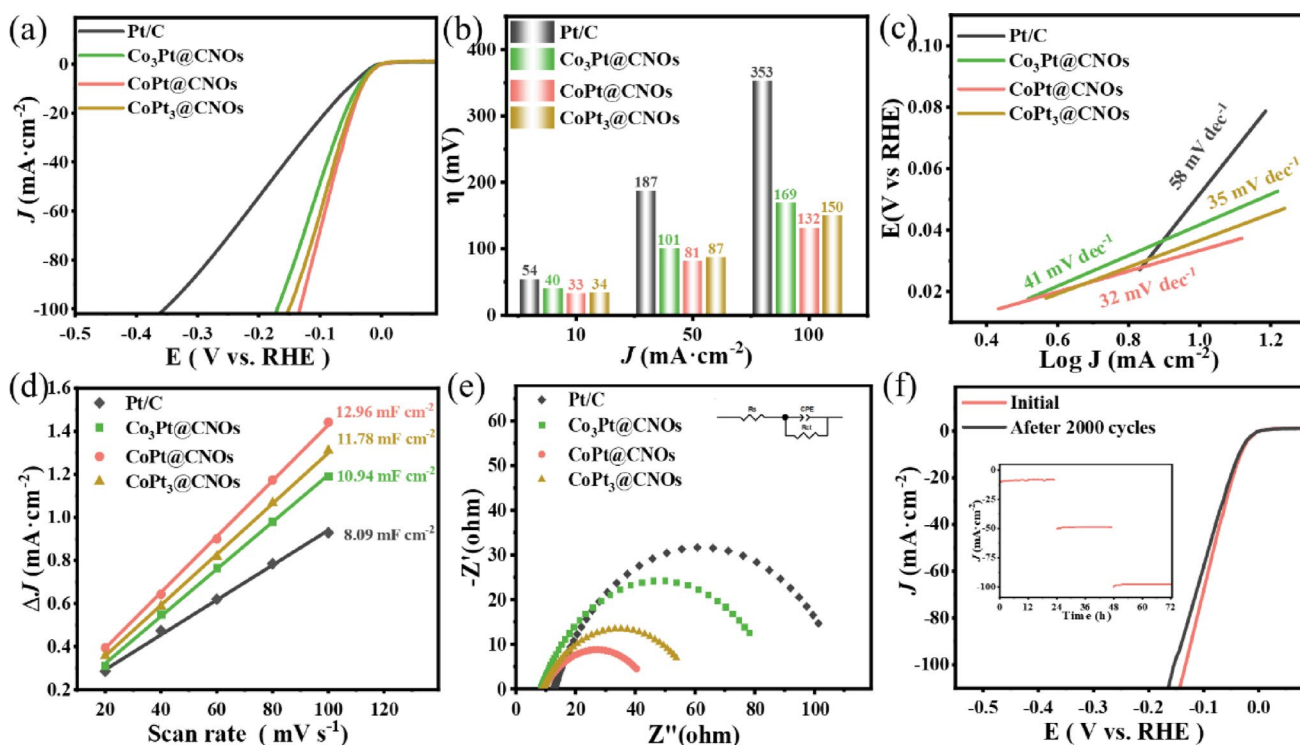 (a)
Pt/C
Co₃Pt@CNOs
CoPt@CNOs
CoPt₃@CNOs
0
-20
-40
-60
-80
-100
J (mA·cm⁻²)
-0.5 -0.4 -0.3 -0.2 -0.1 0.0
E ( V vs. RHE )
(b)
Pt/C
Co₃Pt@CNOs
CoPt@CNOs
CoPt₃@CNOs
400
300
200
100
0
η (mV)
54 40 33 34
187 101 81 87
353 169 132 150
10 50 100
J (mA·cm⁻²)
(c)
Pt/C
Co₃Pt@CNOs
CoPt@CNOs
CoPt₃@CNOs
0.10
0.08
0.06
0.04
0.02
E(V vs RHE)
58 mV dec⁻¹
35 mV dec⁻¹
41 mV dec⁻¹
32 mV dec⁻¹
0.4 0.6 0.8 1.0 1.2
Log J (mA cm⁻²)
(d)
Pt/C
Co₃Pt@CNOs
CoPt@CNOs
CoPt₃@CNOs
1.6
1.4
1.2
1.0
0.8
0.6
0.4
0.2
ΔJ (mA·cm⁻²)
12.96 mF cm⁻²
11.78 mF cm⁻²
10.94 mF cm⁻²
8.09 mF cm⁻²
20 40 60 80 100 120
Scan rate ( mV s⁻¹)
(e)
Pt/C
Co₃Pt@CNOs
CoPt@CNOs
CoPt₃@CNOs
Rs CPE
Rct
60
50
40
30
20
10
0
-Z'(ohm)
0 20 40 60 80 100
Z"(ohm)
(f)
Initial
Afeter 2000 cycles
0
-20
-40
-60
-80
-100
J (mA·cm⁻²)
0
-25
-50
-75
-100
J (mA·cm⁻²)
0 12 24 36 48 60 72
Time (h)
-0.5 -0.4 -0.3 -0.2 -0.1 0.0
E ( V vs. RHE )